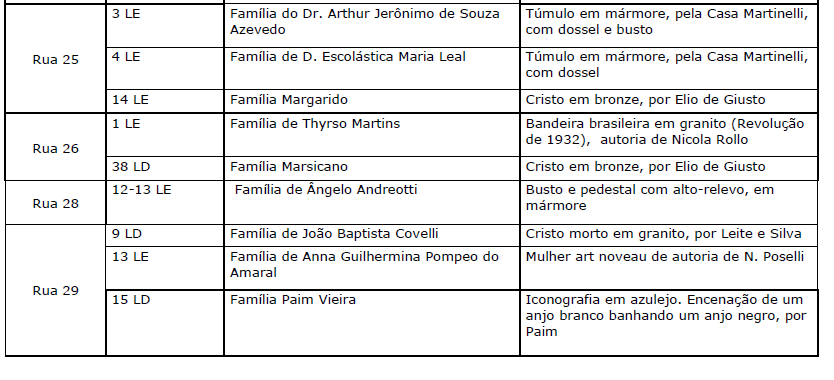 Rua 25
3 LE
Família do Dr. Arthur Jerônimo de Souza
Azevedo
Túmulo em mármore, pela Casa Martinelli,
com dossel e busto
4 LE
Família de D. Escolástica Maria Leal
Túmulo em mármore, pela Casa Martinelli,
com dossel
14 LE
Família Margarido
Cristo em bronze, por Elio de Giusto
Rua 26
1 LE
Família de Thyrso Martins
Bandeira brasileira em granito (Revolução
de 1932), autoria de Nicola Rollo
38 LD
Família Marsicano
Cristo em bronze, por Elio de Giusto
Rua 28
12-13 LE
Família de Ângelo Andreotti
Busto e pedestal com alto-relevo, em
mármore
Rua 29
9 LD
Família de João Baptista Covelli
Cristo morto em granito, por Leite e Silva
13 LE
Família de Anna Guilhermina Pompeo do
Amaral
Mulher art noveau de autoria de N. Poselli
15 LD
Família Paim Vieira
Iconografia em azulejo. Encenação de um
anjo branco banhando um anjo negro, por
Paim